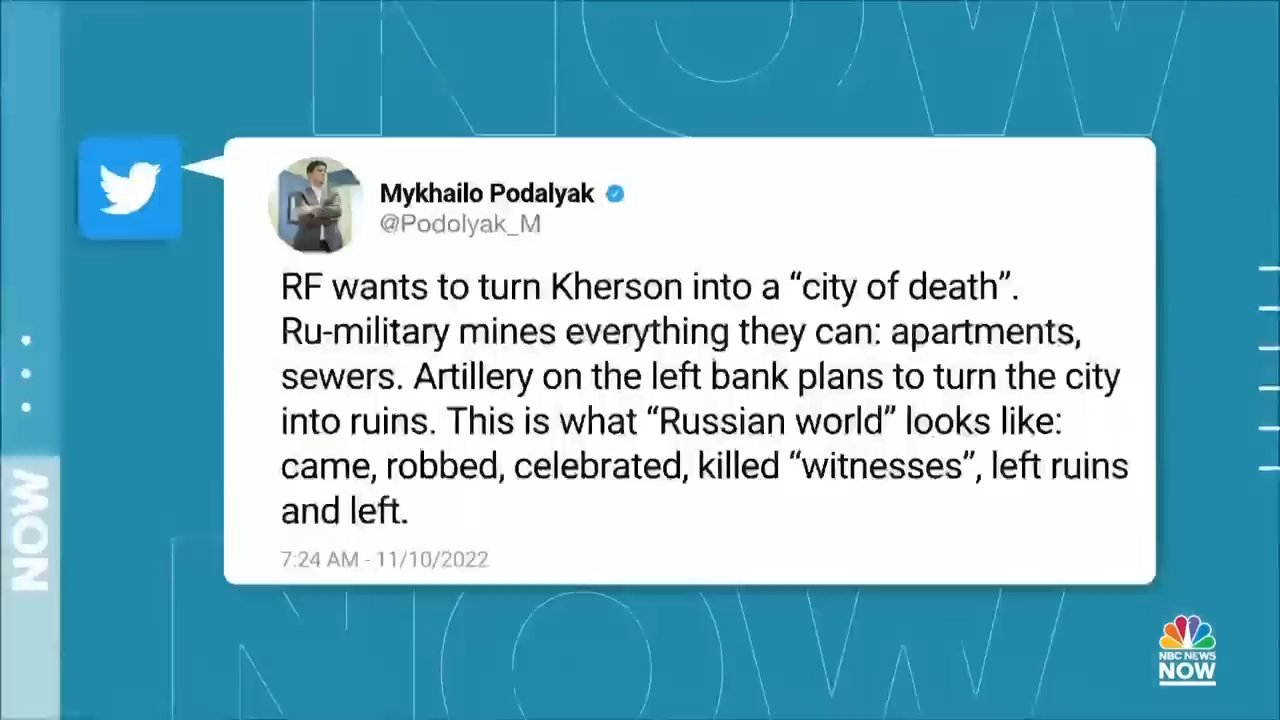 NOW
Mykhailo Podalyak
@Podolyak_M
RF wants to turn Kherson into a “city of death”.
Ru-military mines everything they can: apartments,
sewers. Artillery on the left bank plans to turn the city
into ruins. This is what “Russian world” looks like:
came, robbed, celebrated, killed “witnesses”, left ruins
and left.
7:24 AM - 11/10/2022
NOW
NOW
NBC NEWS
NOW